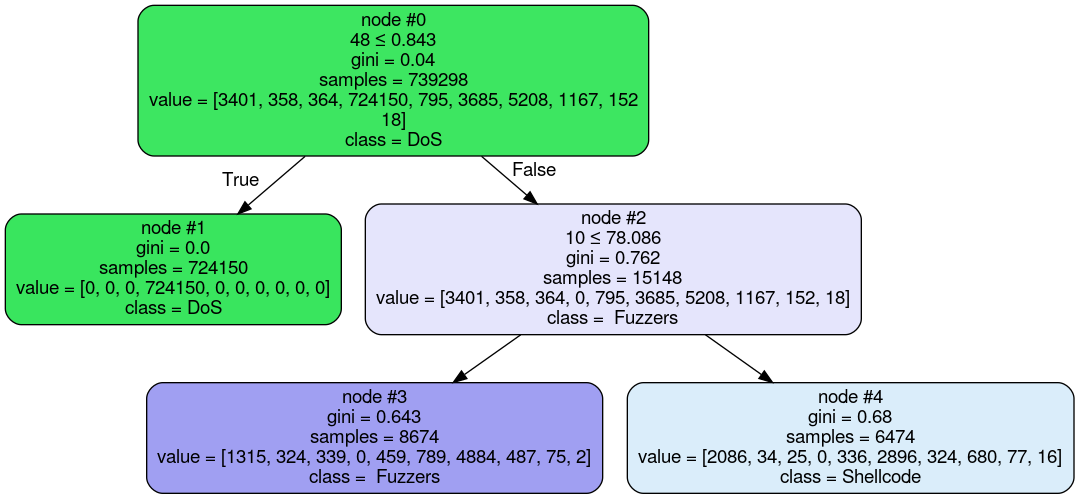 node #0
48 ≤ 0.843
gini = 0.04
samples = 739298
value = [3401, 358, 364, 724150, 795, 3685, 5208, 1167, 152
18]
class = DoS
True
False
node #1
gini = 0.0
samples = 724150
value = [0, 0, 0, 724150, 0, 0, 0, 0, 0, 0]
class = DoS
node #2
10 ≤ 78.086
gini = 0.762
samples = 15148
value = [3401, 358, 364, 0, 795, 3685, 5208, 1167, 152, 18]
class =  Fuzzers
node #3
gini = 0.643
samples = 8674
value = [1315, 324, 339, 0, 459, 789, 4884, 487, 75, 2]
class =  Fuzzers
node #4
gini = 0.68
samples = 6474
value = [2086, 34, 25, 0, 336, 2896, 324, 680, 77, 16]
class = Shellcode